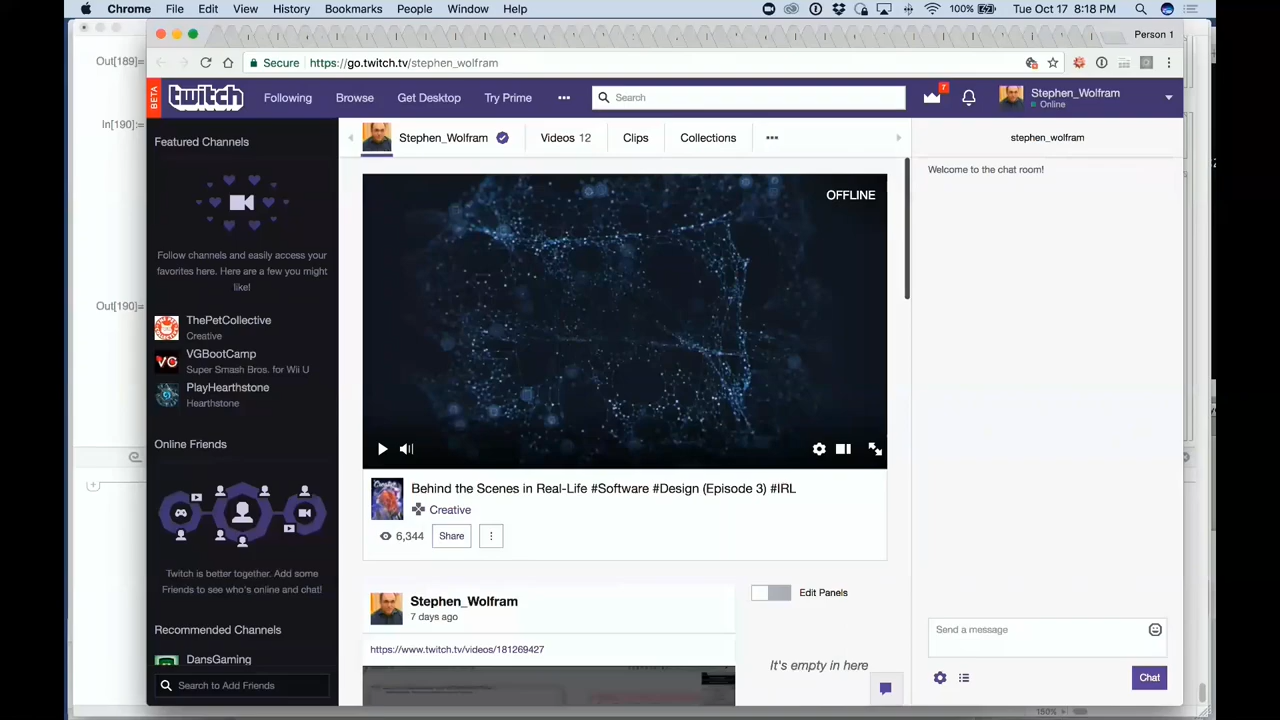 Chrome File Edit View History Bookmarks People Window Help 100% Tue Oct 17 8:18 PM
Person 1
Out[189]=
Secure https://go.twitch.tv/stephen_wolfram
BETA twitch Following Browse Get Desktop Try Prime Search 7 Stephen_Wolfram
Online
In[190]:=
Featured Channels
Stephen_Wolfram Videos 12 Clips Collections
stephen_wolfram
Welcome to the chat room!
OFFLINE
Follow channels and easily access your
favorites here. Here are a few you might
like!
Out[190]=
ThePetCollective
Creative
VGBootCamp
Super Smash Bros. for Wii U
PlayHearthstone
Hearthstone
Online Friends
Behind the Scenes in Real-Life #Software #Design (Episode 3) #IRL
Creative
6,344 Share
Twitch is better together. Add some
Friends to see who's online and chat!
Recommended Channels
DansGaming
Search to Add Friends
Stephen_Wolfram
7 days ago
https://www.twitch.tv/videos/181269427
Edit Panels
It's empty in here
Send a message
Chat
150%